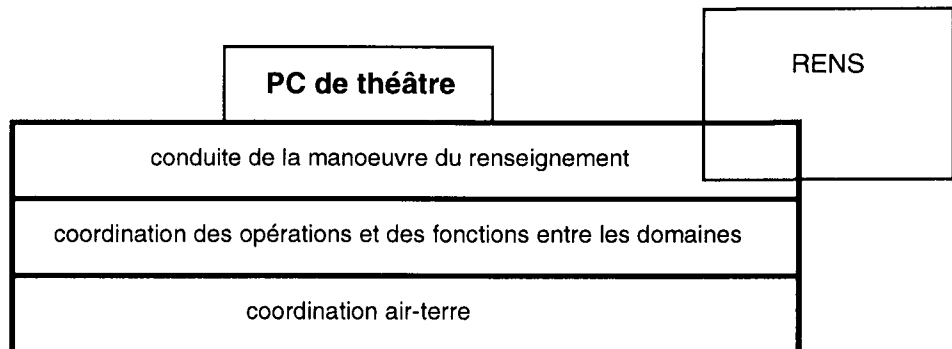 RENS
PC de théâtre
conduite de la manoeuvre du renseignement
coordination des opérations et des fonctions entre les domaines
coordination air-terre